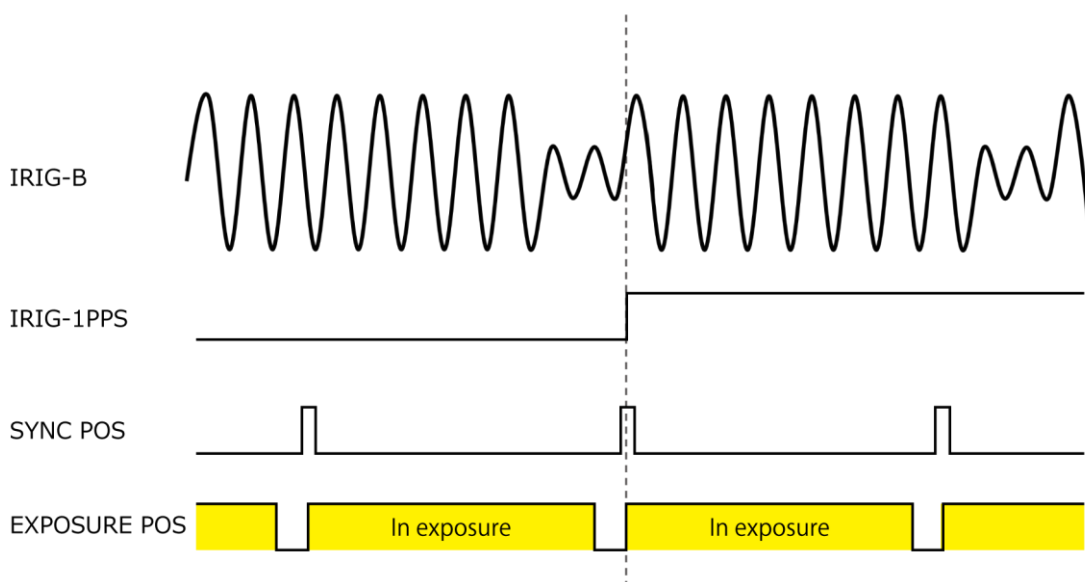 IRIG-B
IRIG-1PPS
SYNC POS
EXPOSURE POS
In exposure
In exposure